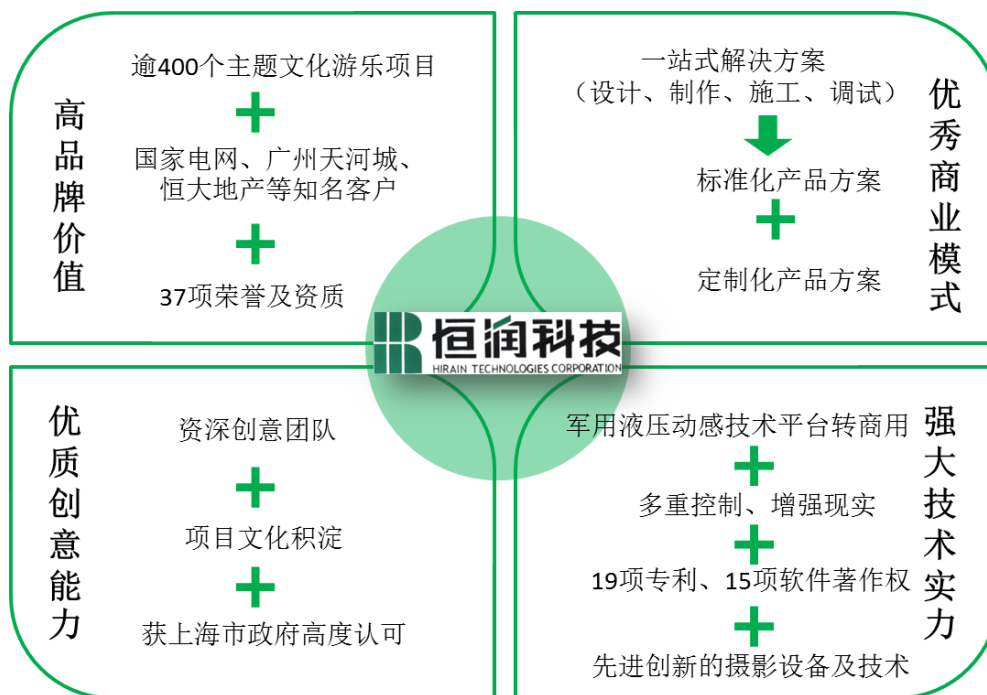 高品牌价值
逾400个主题文化游乐项目
国家电网、广州天河城、
恒大地产等知名客户
37项荣誉及资质
优秀商业模式
一站式解决方案
（设计、制作、施工、调试）
标准化产品方案
定制化产品方案
恒润科技
HIRAIN TECHNOLOGIES CORPORATION
优质创意能力
资深创意团队
项目文化积淀
获上海市政府高度认可
强大技术实力
军用液压动感技术平台转商用
多重控制、增强现实
19项专利、15项软件著作权
先进创新的摄影设备及技术